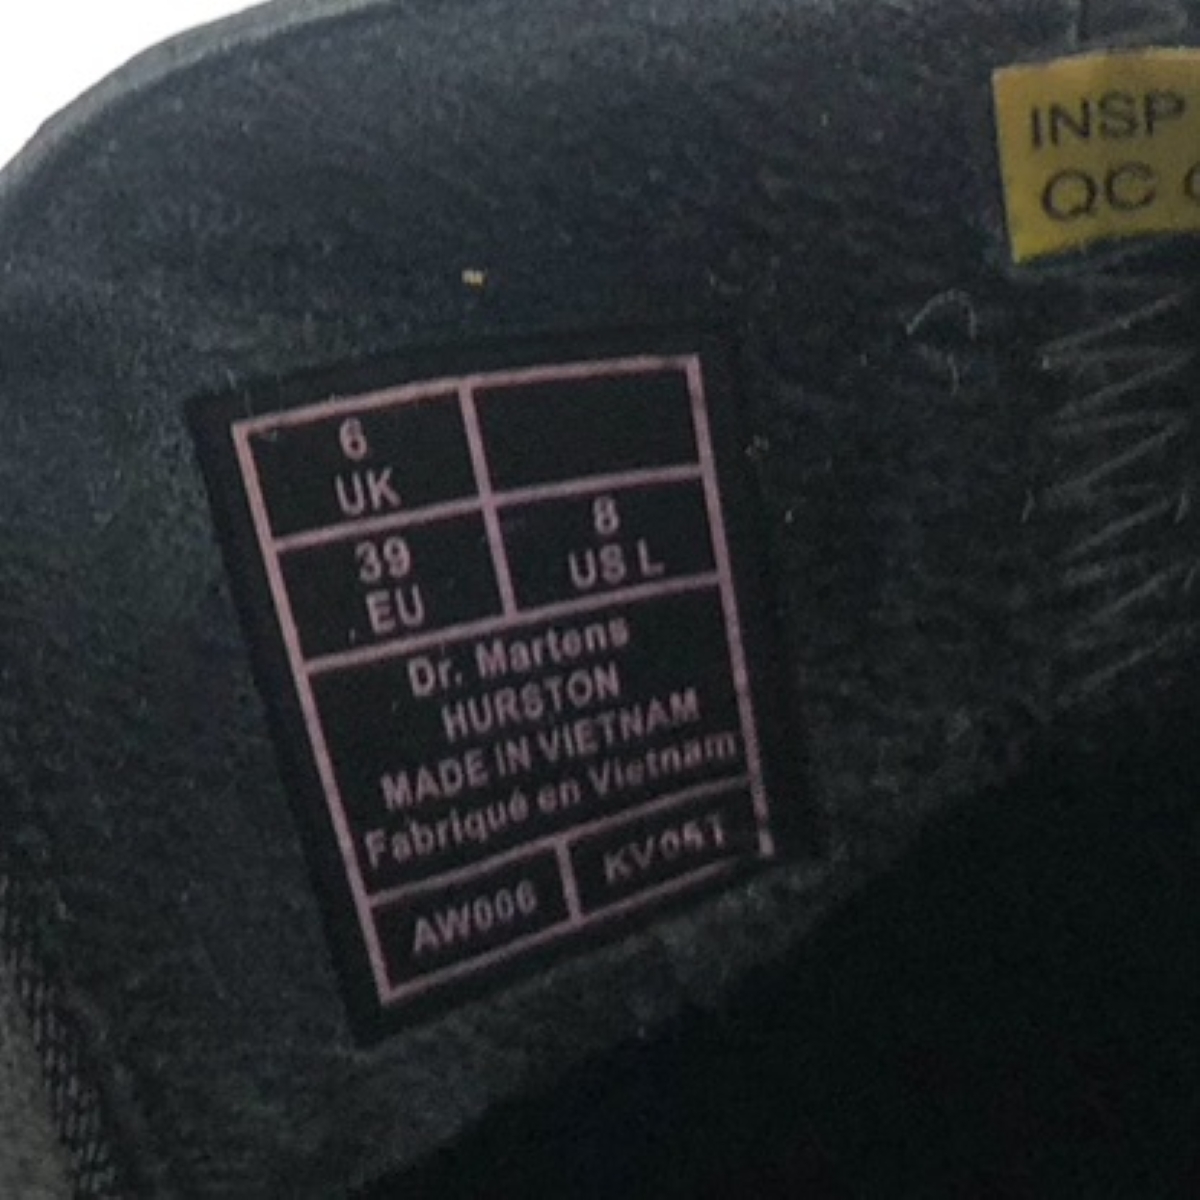 INSP
QC
6
UK
39
EU
8
US L
Dr. Martens
HURSTON
MADE IN VIETNAM
Fabriqué en Vietnam
AW006
KV051